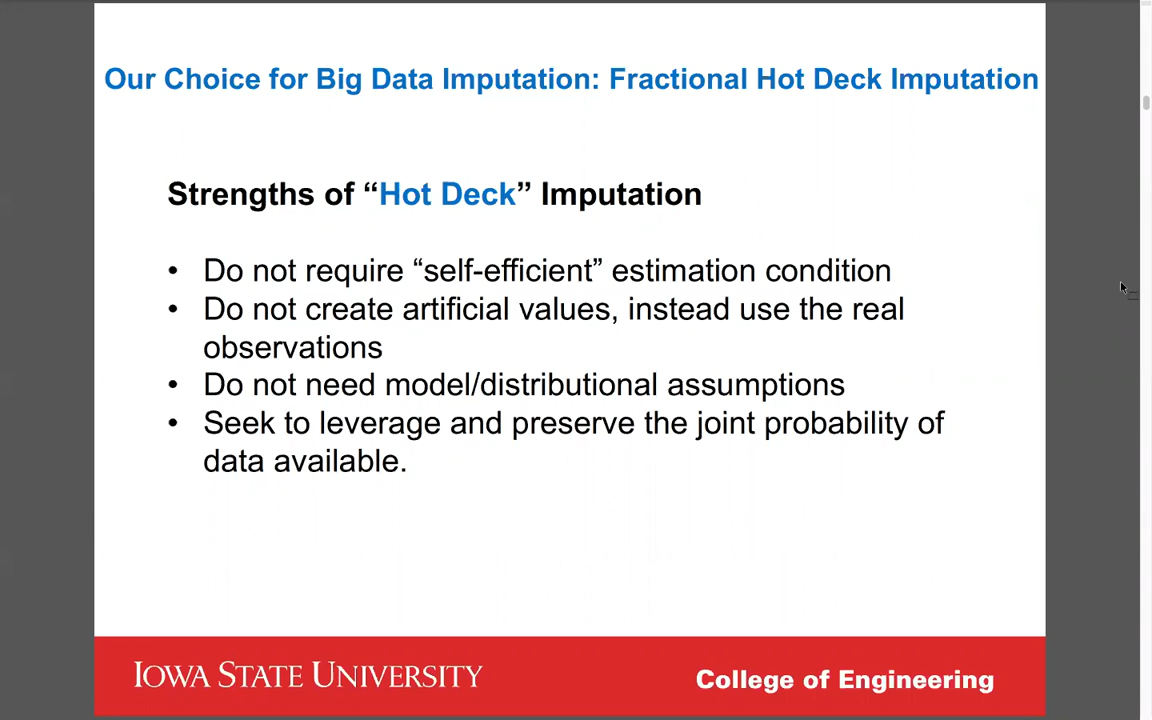 Our Choice for Big Data Imputation: Fractional Hot Deck Imputation
Strengths of “Hot Deck” Imputation
• Do not require “self-efficient” estimation condition
• Do not create artificial values, instead use the real
observations
• Do not need model/distributional assumptions
• Seek to leverage and preserve the joint probability of
data available.
IOWA STATE UNIVERSITY
College of Engineering